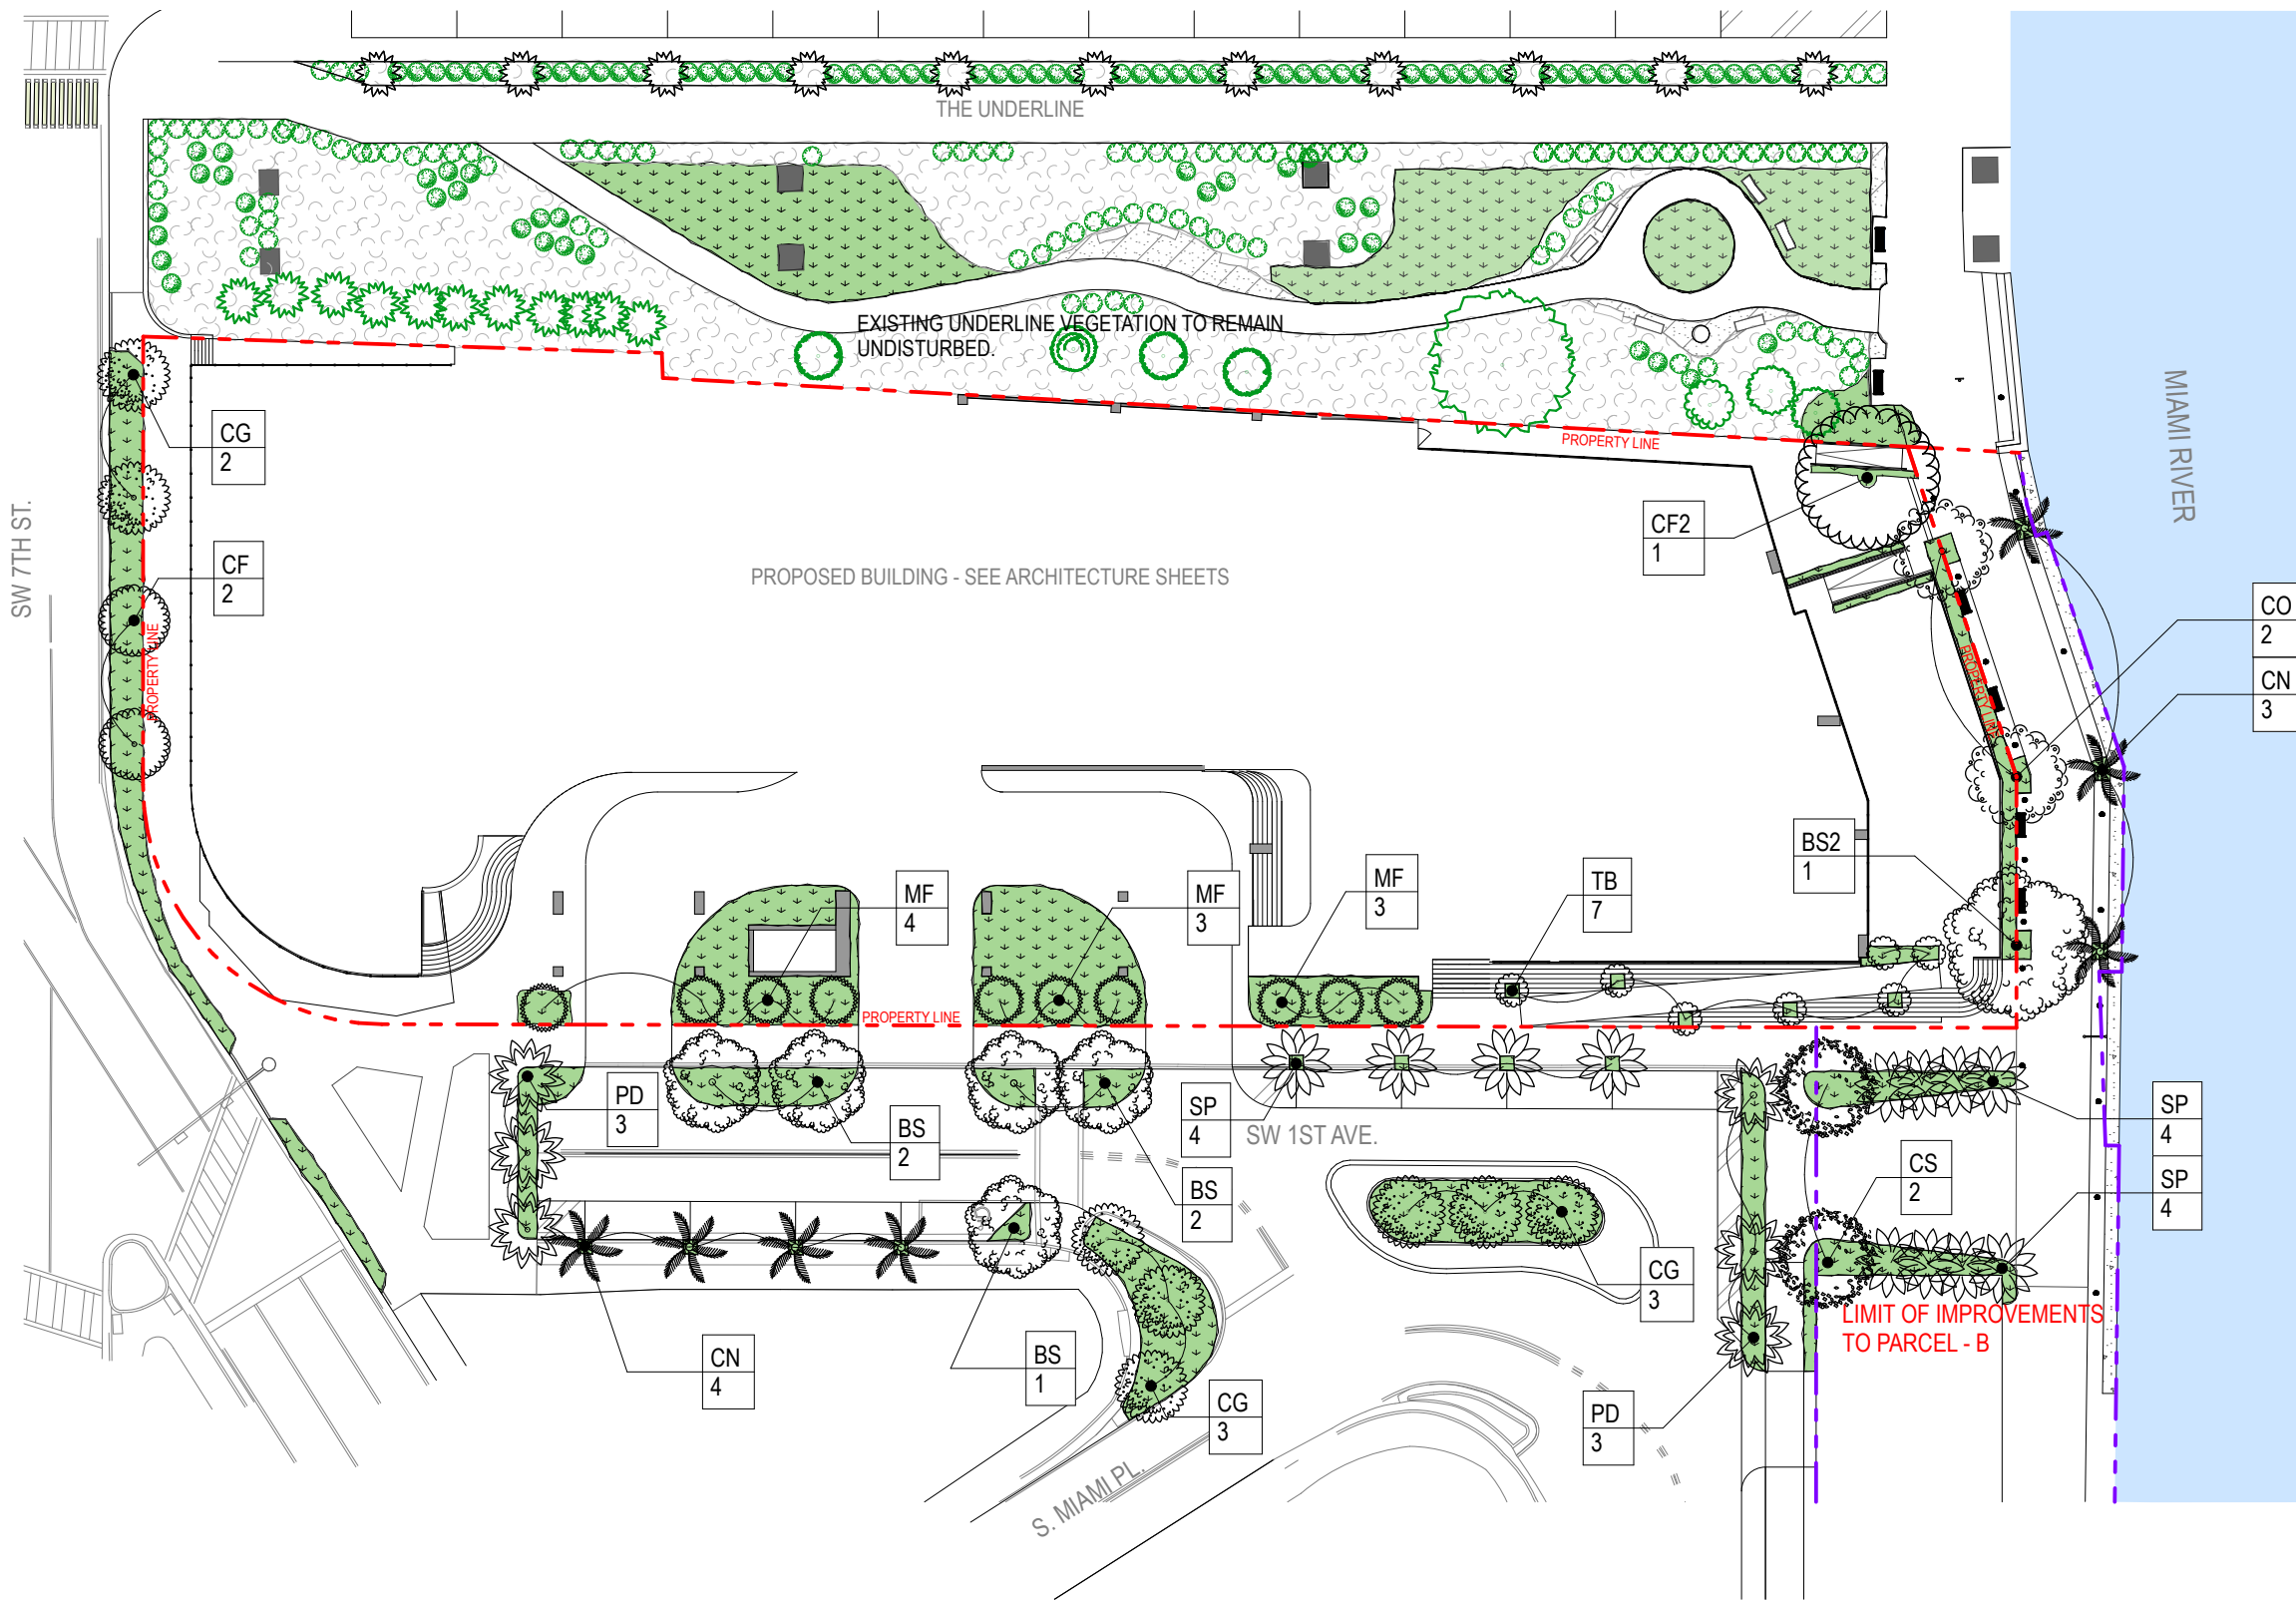 THE UNDERLINE
EXISTING UNDERLINE VEGETATION TO REMAIN
UNDISTURBED.
MIAMI RIVER
PROPERTY LINE
CG
2
SW 7TH ST.
CF2
1
CF
2
PROPOSED BUILDING - SEE ARCHITECTURE SHEETS
CO
2
PROPERTY LINE
PROPERTY LINE
CN
3
BS2
1
MF
4
MF
3
MF
3
TB
7
PROPERTY LINE
PD
3
BS
2
SP
4
SW 1ST AVE.
SP
4
CS
2
BS
2
SP
4
CG
3
LIMIT OF IMPROVEMENTS
TO PARCEL - B
CN
4
BS
1
CG
3
PD
3
S. MIAMI PL.